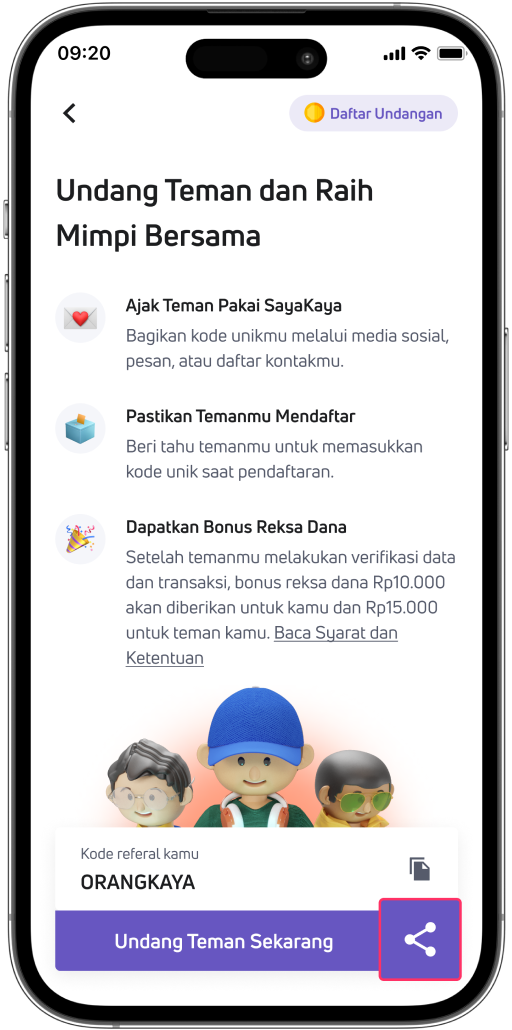 09:20
Daftar Undangan
Undang Teman dan Raih
Mimpi Bersama
Ajak Teman Pakai SayaKaya
Bagikan kode unikmu melalui media sosial,
pesan, atau daftar kontakmu.
Pastikan Temanmu Mendaftar
Beri tahu temanmu untuk memasukkan
kode unik saat pendaftaran.
Dapatkan Bonus Reksa Dana
Setelah temanmu melakukan verifikasi data
dan transaksi, bonus reksa dana Rp10.000
akan diberikan untuk kamu dan Rp15.000
untuk teman kamu. Baca Syarat dan
Ketentuan
Kode referal kamu
ORANGKAYA
Undang Teman Sekarang